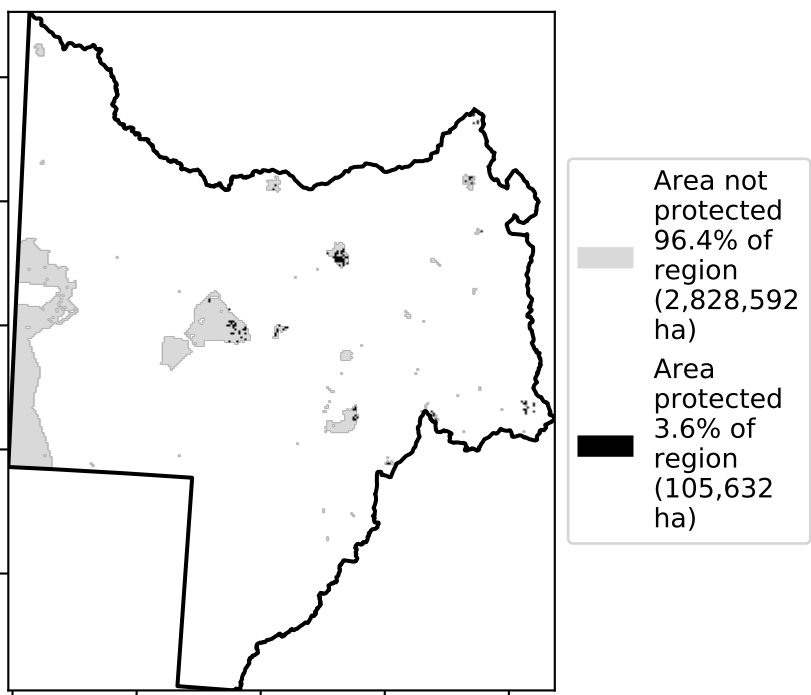 Area not
protected
96.4% of
region
(2,828,592
ha)
Area
protected
3.6% of
region
(105,632
ha)